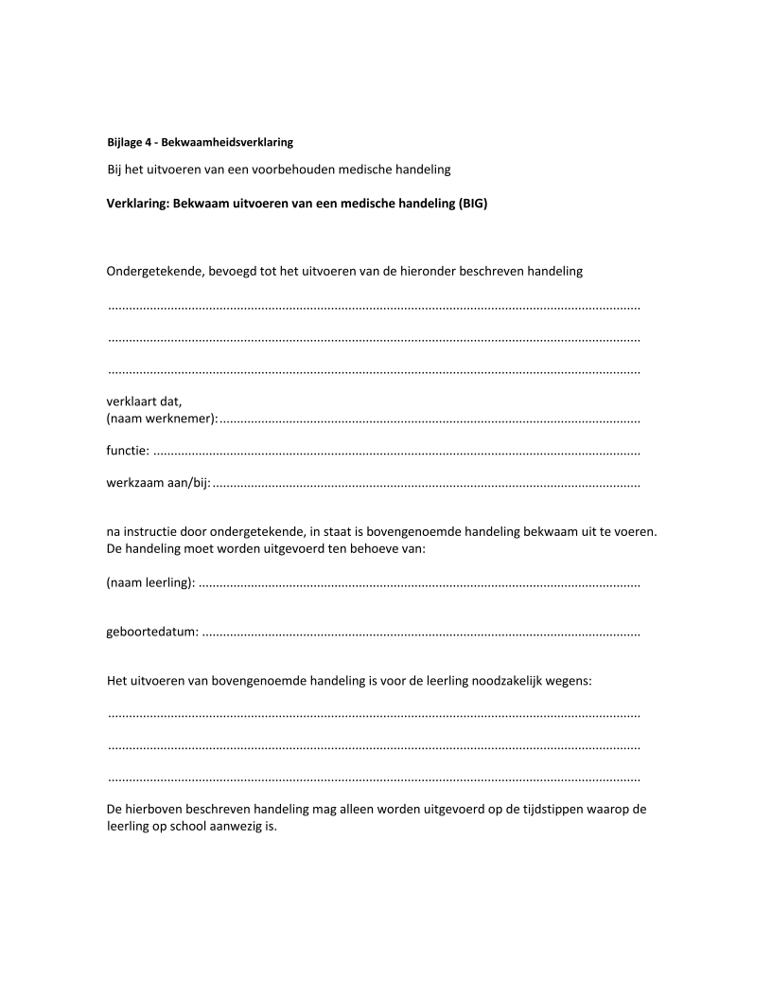 Bijlage 4 - Bekwaamheidsverklaring
Bij het uitvoeren van een voorbehouden medische handeling
Verklaring: Bekwaam uitvoeren van een medische handeling (BIG)
Ondergetekende, bevoegd tot het uitvoeren van de hieronder beschreven handeling
................................................................................
................................................................................
................................................................................
verklaart dat,
(naam werknemer):................................................................................
functie: ................................................................................
werkzaam aan/bij:................................................................................
na instructie door ondergetekende, in staat is bovengenoemde handeling bekwaam uit te voeren.
De handeling moet worden uitgevoerd ten behoeve van:
(naam leerling): ................................................................................
geboortedatum: ................................................................................
Het uitvoeren van bovengenoemde handeling is voor de leerling noodzakelijk wegens:
................................................................................
................................................................................
................................................................................
De hierboven beschreven handeling mag alleen worden uitgevoerd op de tijdstippen waarop de
leerling op school aanwezig is.